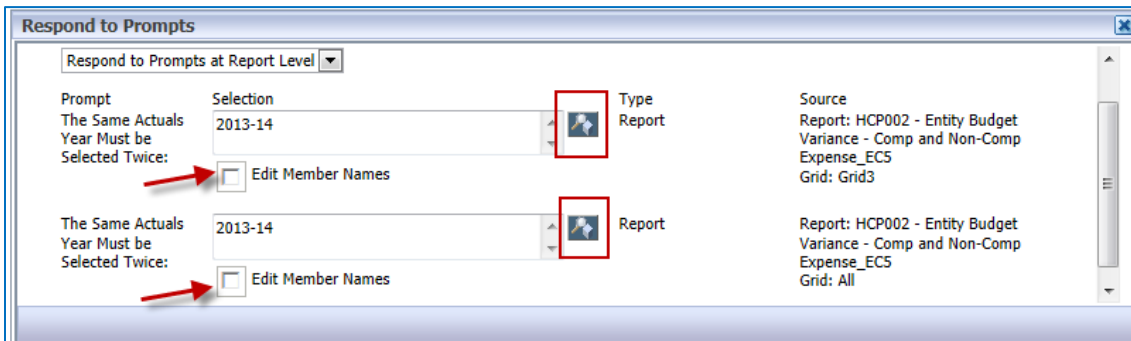 Respond to Prompts
Respond to Prompts at Report Level
Prompt Selection Type Source
The Same Actuals
Year Must be
Selected Twice:
2013-14
Edit Member Names
Report
Report: HCP002 - Entity Budget
Variance - Comp and Non-Comp
Expense_EC5
Grid: Grid3
The Same Actuals
Year Must be
Selected Twice:
2013-14
Edit Member Names
Report
Report: HCP002 - Entity Budget
Variance - Comp and Non-Comp
Expense_EC5
Grid: All